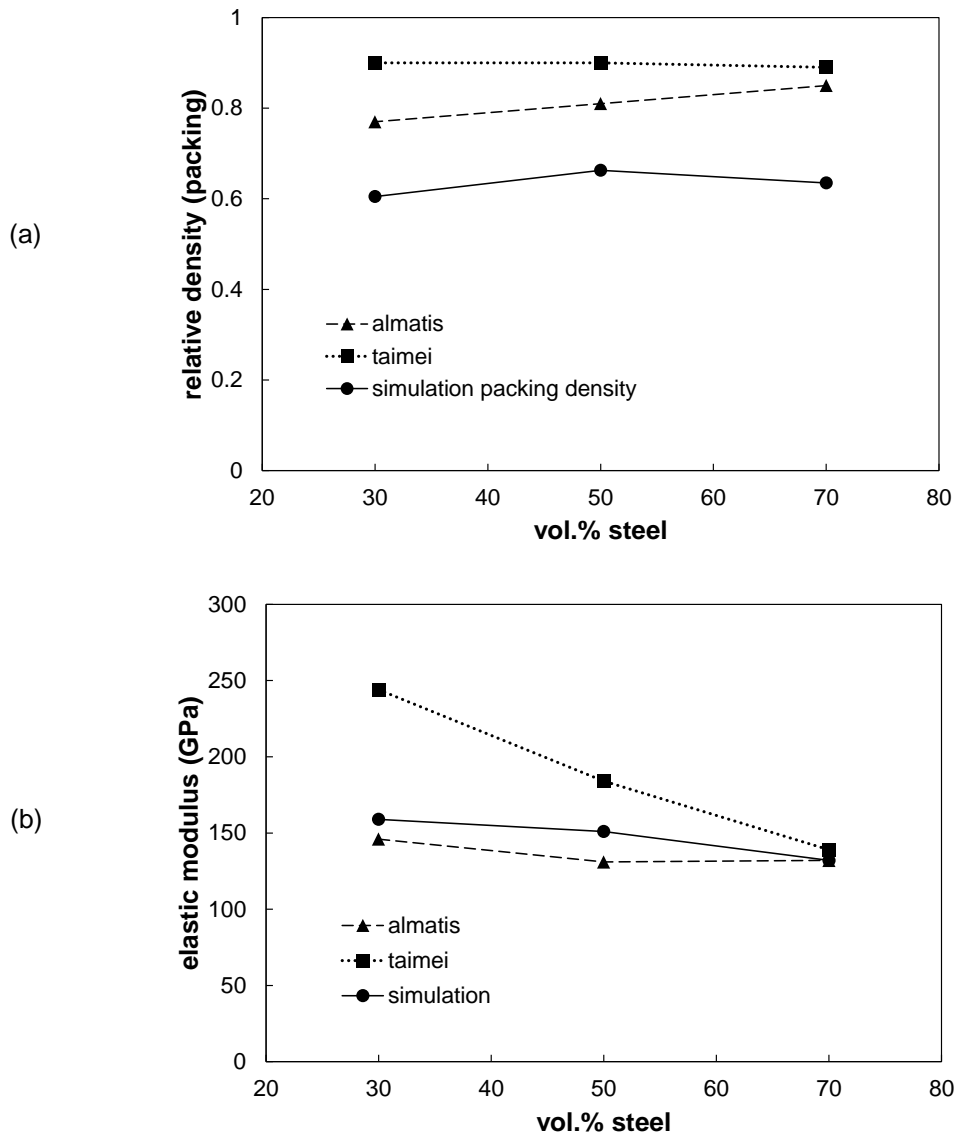 (a)
relative density (packing)
1
0.8
0.6
0.4
0.2
0
almatis
taimei
simulation packing density
20 30 40 50 60 70 80
vol.% steel
(b)
elastic modulus (GPa)
300
250
200
150
100
50
0
almatis
taimei
simulation
20 30 40 50 60 70 80
vol.% steel